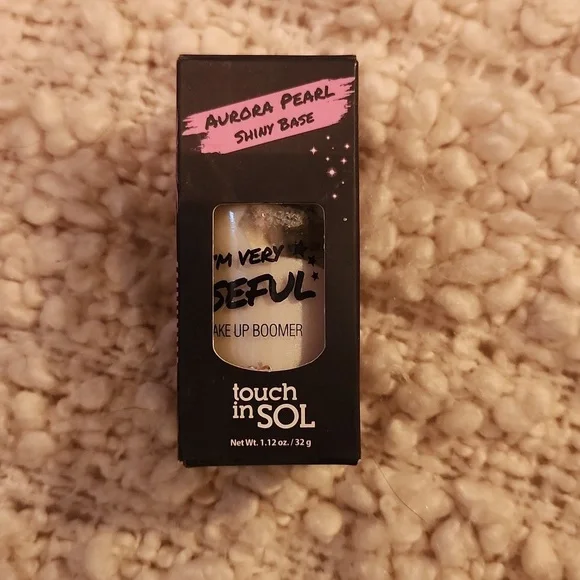 AURORA PEARL
SHINY BASE
'M VERY
SEFUL
AKE UP BOOMER
touch
in SOL
Net Wt. 1.12 oz. / 32 g